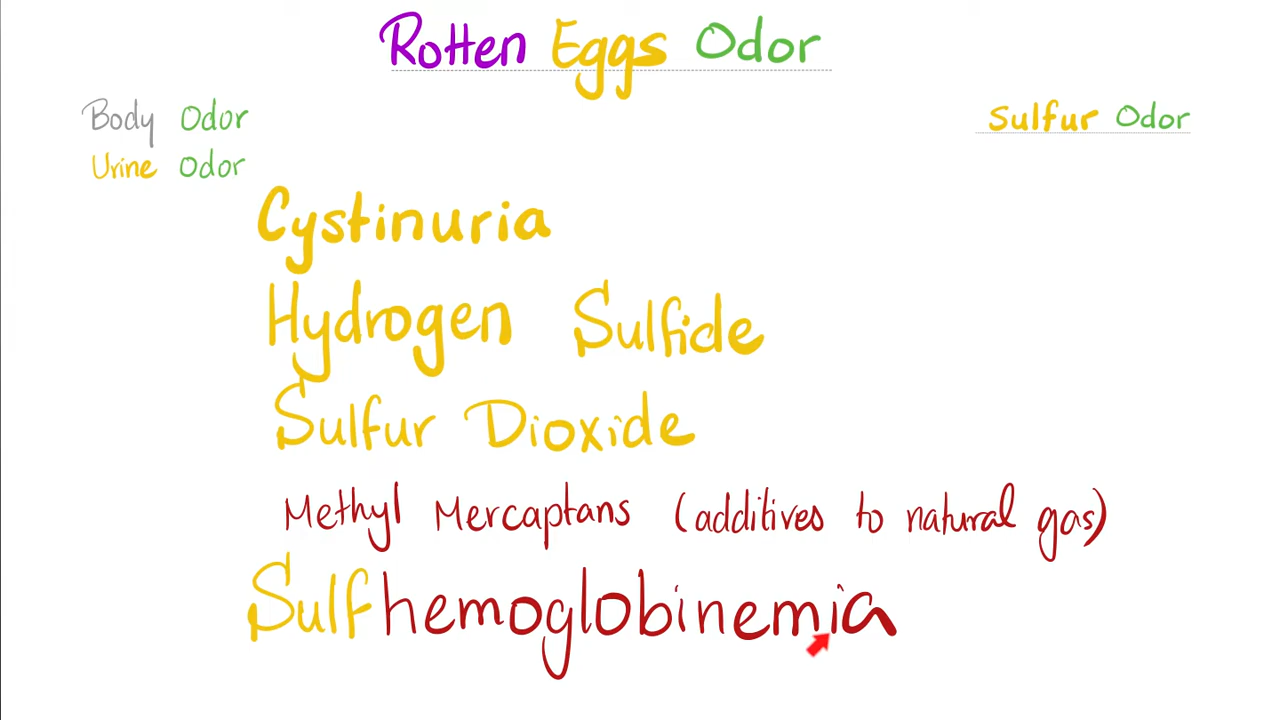 Rotten Eggs Odor
Body Odor
Sulfur Odor
Urine Odor
Cystinuria
Hydrogen Sulfide
Sulfur Dioxide
Methyl Mercaptans (additives to natural gas)
Sulfhemoglobinemia